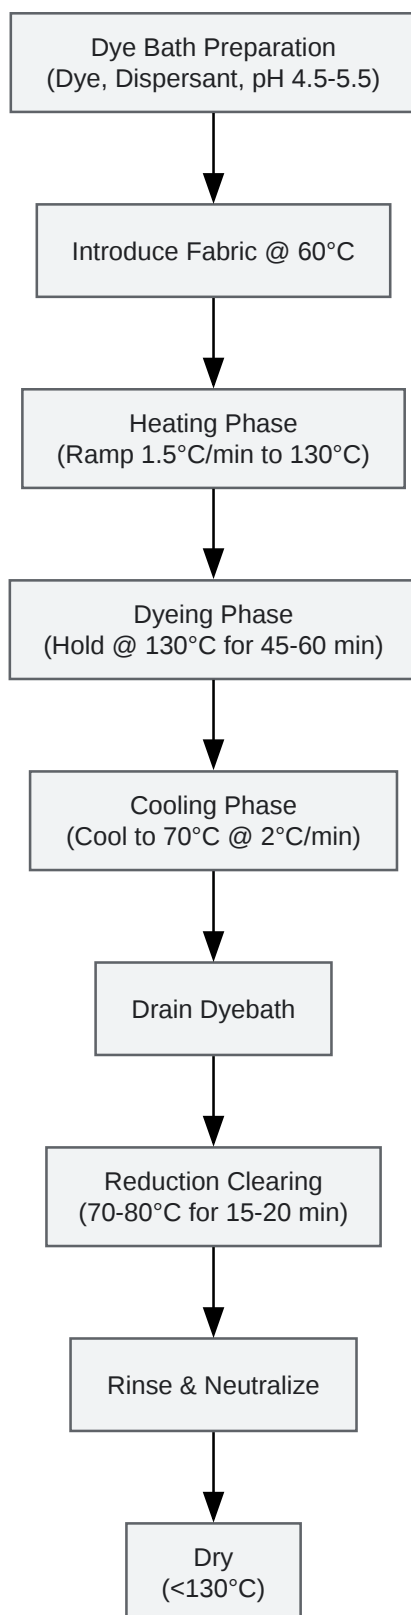 Dye Bath Preparation
(Dye, Dispersant, pH 4.5-5.5)
Introduce Fabric @ 60°C
Heating Phase
(Ramp 1.5°C/min to 130°C)
Dyeing Phase
(Hold @ 130°C for 45-60 min)
Cooling Phase
(Cool to 70°C @ 2°C/min)
Drain Dyebath
Reduction Clearing
(70-80°C for 15-20 min)
Rinse & Neutralize
Dry
(<130°C)